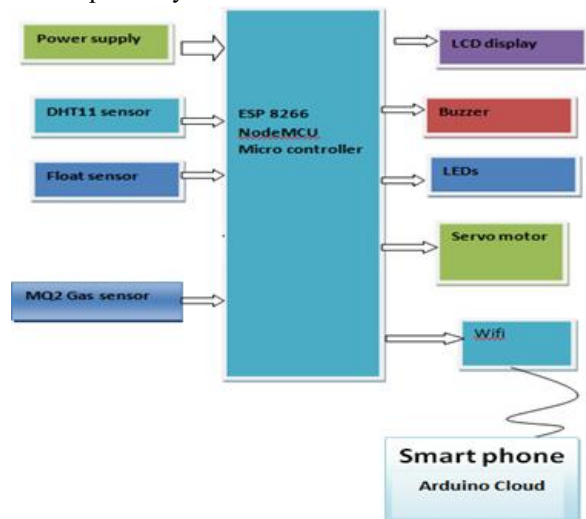 Power supply
DHT11 sensor
Float sensor
MQ2 Gas sensor
ESP 8266
NodeMCU
Micro controller
LCD display
Buzzer
LEDs
Servo motor
Wifi
Smart phone
Arduino Cloud